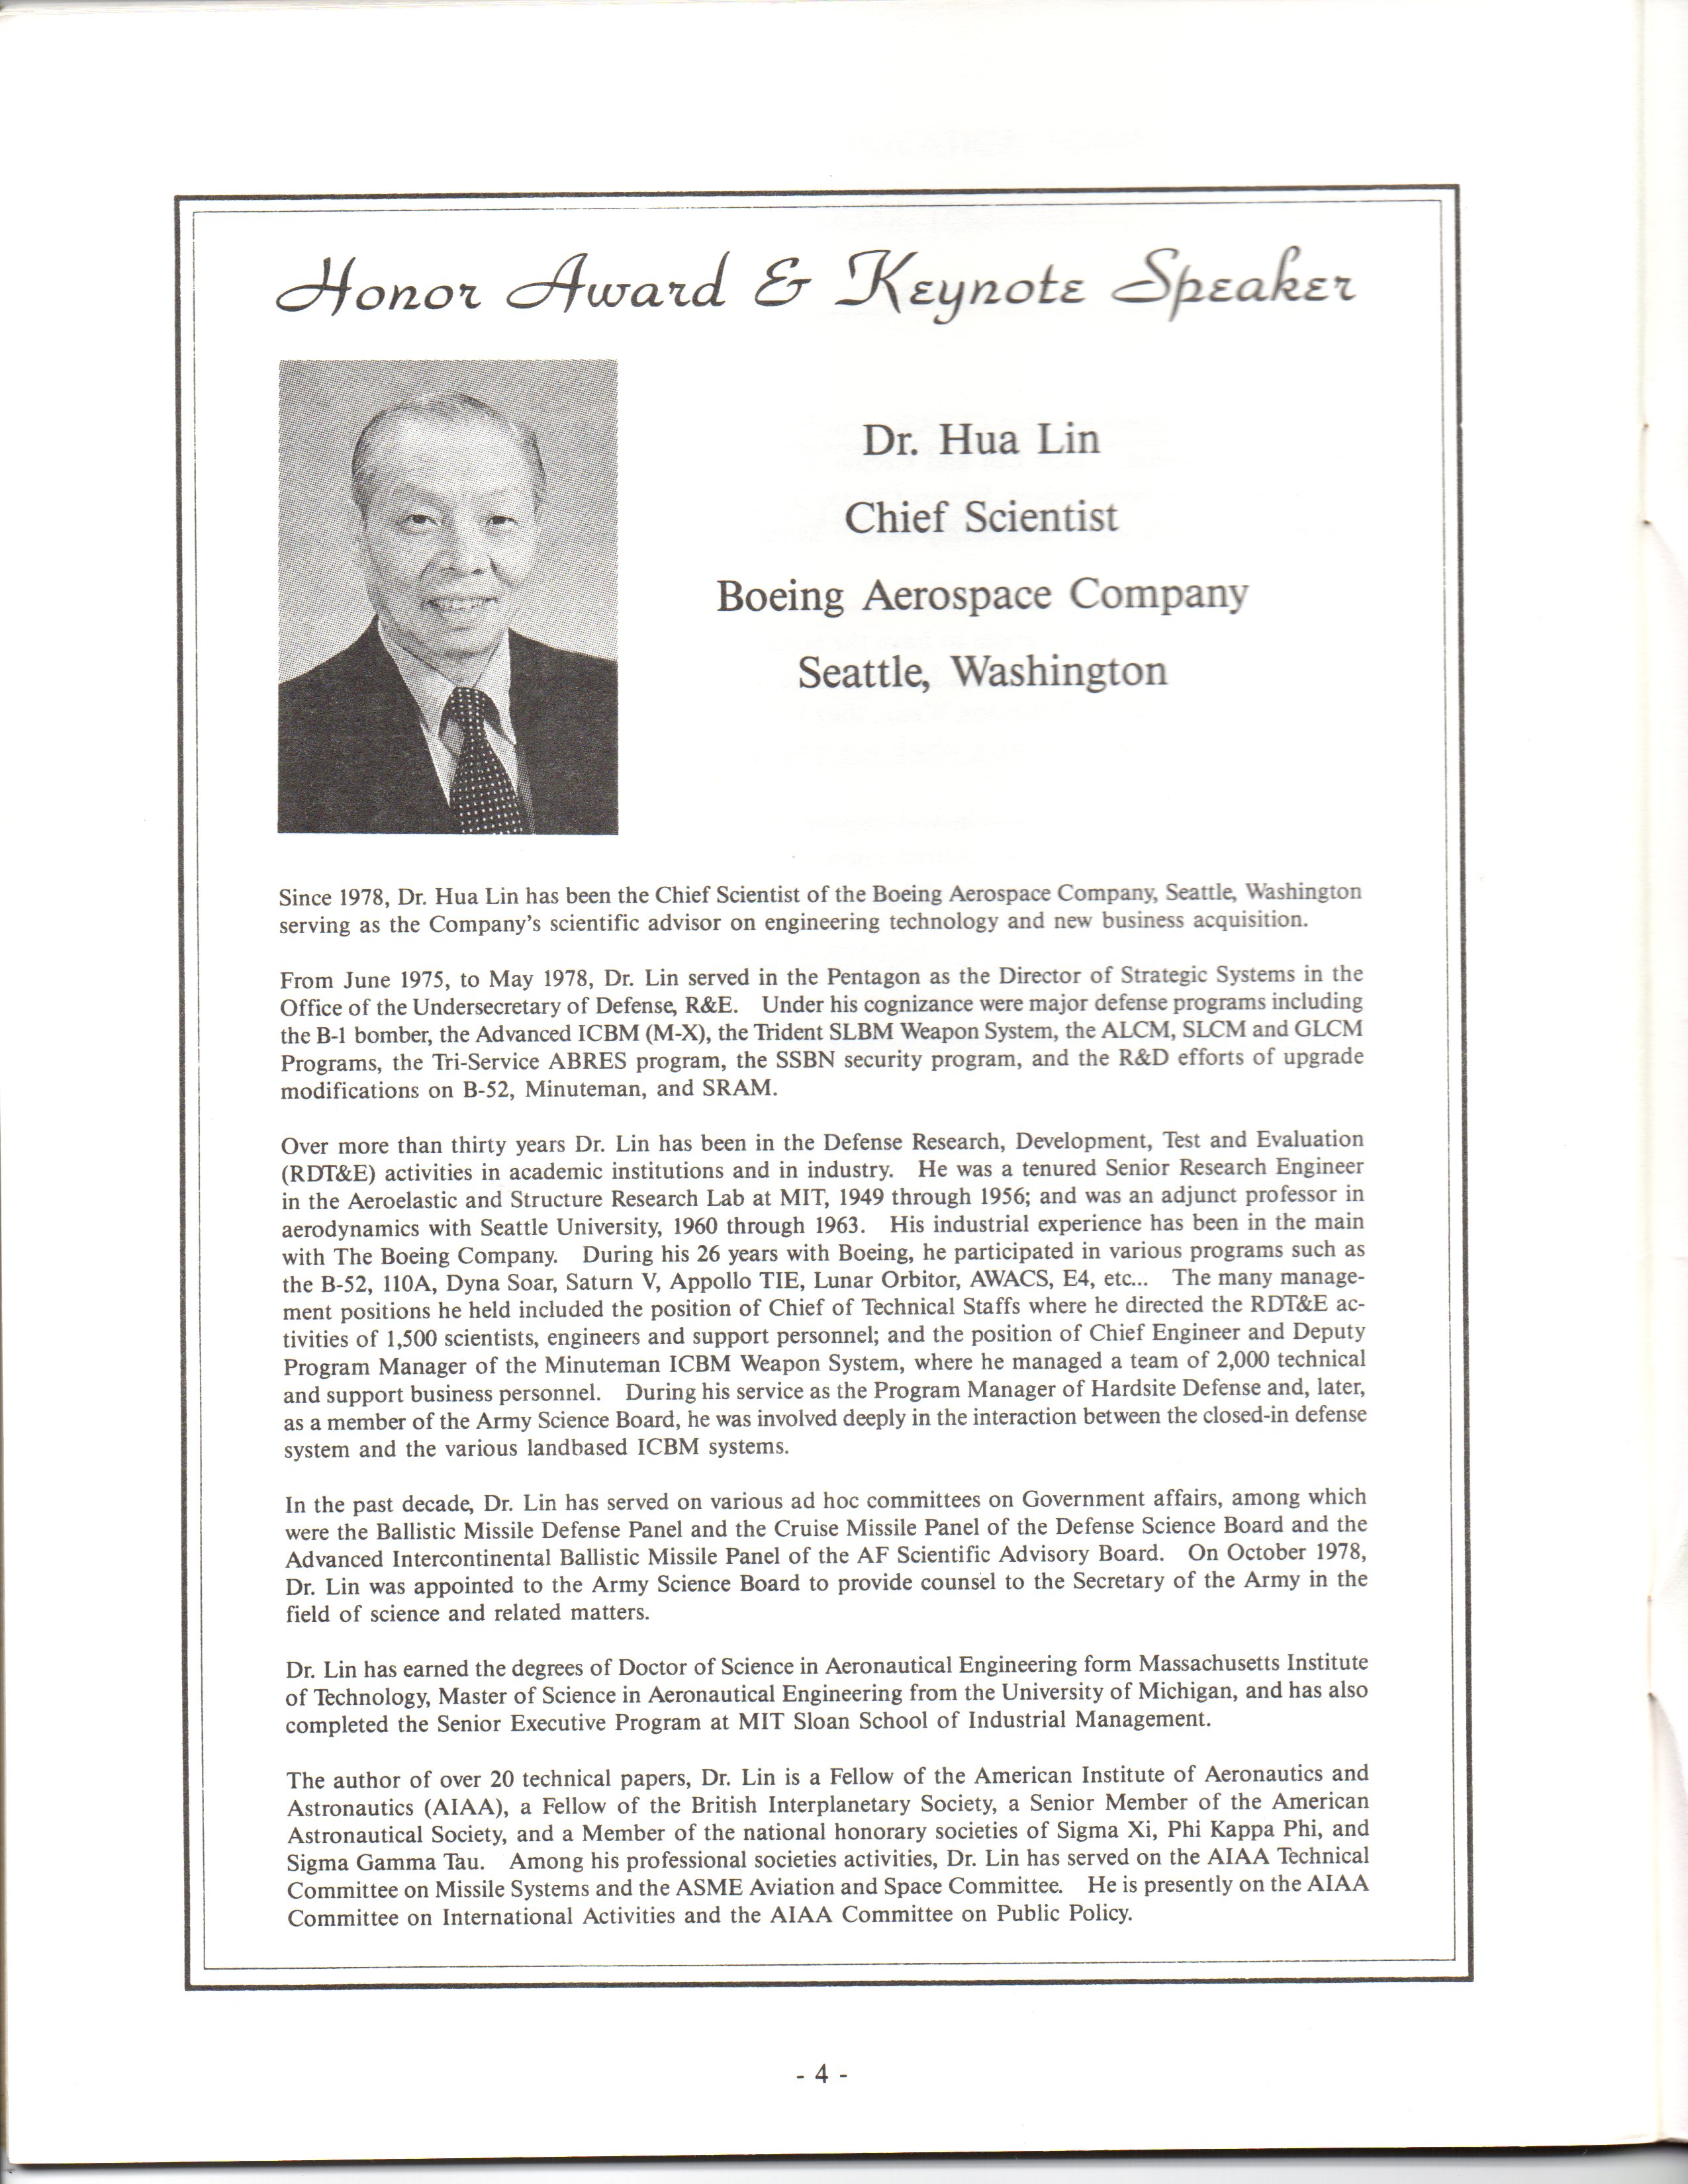 Honor Award & Keynote Speaker
Dr. Hua Lin
Chief Scientist
Boeing Aerospace Company
Seattle, Washington
Since 1978, Dr. Hua Lin has been the Chief Scientist of the Boeing Aerospace Company, Seattle, Washington
serving as the Company's scientific advisor on engineering technology and new business acquisition.
From June 1975, to May 1978, Dr. Lin served in the Pentagon as the Director of Strategic Systems in the
Office of the Undersecretary of Defense, R&E. Under his cognizance were major defense programs including
the B-1 bomber, the Advanced ICBM (M-X), the Trident SLBM Weapon System, the ALCM, SLCM and GLCM
Programs, the Tri-Service ABRES program, the SSBN security program, and the R&D efforts of upgrade
modifications on B-52, Minuteman, and SRAM.
Over more than thirty years Dr. Lin has been in the Defense Research, Development, Test and Evaluation
(RDT&E) activities in academic institutions and in industry. He was a tenured Senior Research Engineer
in the Aeroelastic and Structure Research Lab at MIT, 1949 through 1956; and was an adjunct professor in
aerodynamics with Seattle University, 1960 through 1963. His industrial experience has been in the main
with The Boeing Company. During his 26 years with Boeing, he participated in various programs such as
the B-52, 110A, Dyna Soar, Saturn V, Appollo TIE, Lunar Orbitor, AWACS, E4, etc... The many manage-
ment positions he held included the position of Chief of Technical Staffs where he directed the RDT&E ac-
tivities of 1,500 scientists, engineers and support personnel; and the position of Chief Engineer and Deputy
Program Manager of the Minuteman ICBM Weapon System, where he managed a team of 2,000 technical
and support business personnel. During his service as the Program Manager of Hardsite Defense and, later,
as a member of the Army Science Board, he was involved deeply in the interaction between the closed-in defense
system and the various landbased ICBM systems.
In the past decade, Dr. Lin has served on various ad hoc committees on Government affairs, among which
were the Ballistic Missile Defense Panel and the Cruise Missile Panel of the Defense Science Board and the
Advanced Intercontinental Ballistic Missile Panel of the AF Scientific Advisory Board. On October 1978,
Dr. Lin was appointed to the Army Science Board to provide counsel to the Secretary of the Army in the
field of science and related matters.
Dr. Lin has earned the degrees of Doctor of Science in Aeronautical Engineering form Massachusetts Institute
of Technology, Master of Science in Aeronautical Engineering from the University of Michigan, and has also
completed the Senior Executive Program at MIT Sloan School of Industrial Management.
The author of over 20 technical papers, Dr. Lin is a Fellow of the American Institute of Aeronautics and
Astronautics (AIAA), a Fellow of the British Interplanetary Society, a Senior Member of the American
Astronautical Society, and a Member of the national honorary societies of Sigma Xi, Phi Kappa Phi, and
Sigma Gamma Tau. Among his professional societies activities, Dr. Lin has served on the AIAA Technical
Committee on Missile Systems and the ASME Aviation and Space Committee. He is presently on the AIAA
Committee on International Activities and the AIAA Committee on Public Policy.
- 4 -